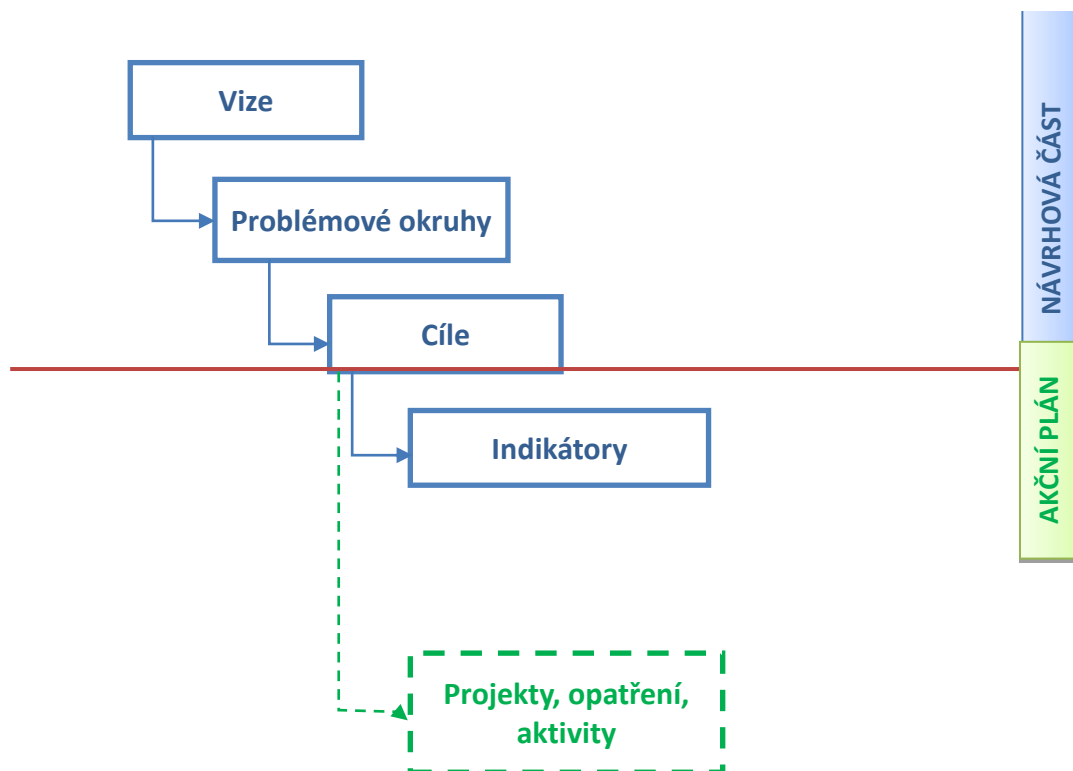 Vize
Problémové okruhy
Cíle
Indikátory
Projekty, opatření,
aktivity
NÁVRHOVÁ ČÁST
AKČNÍ PLÁN